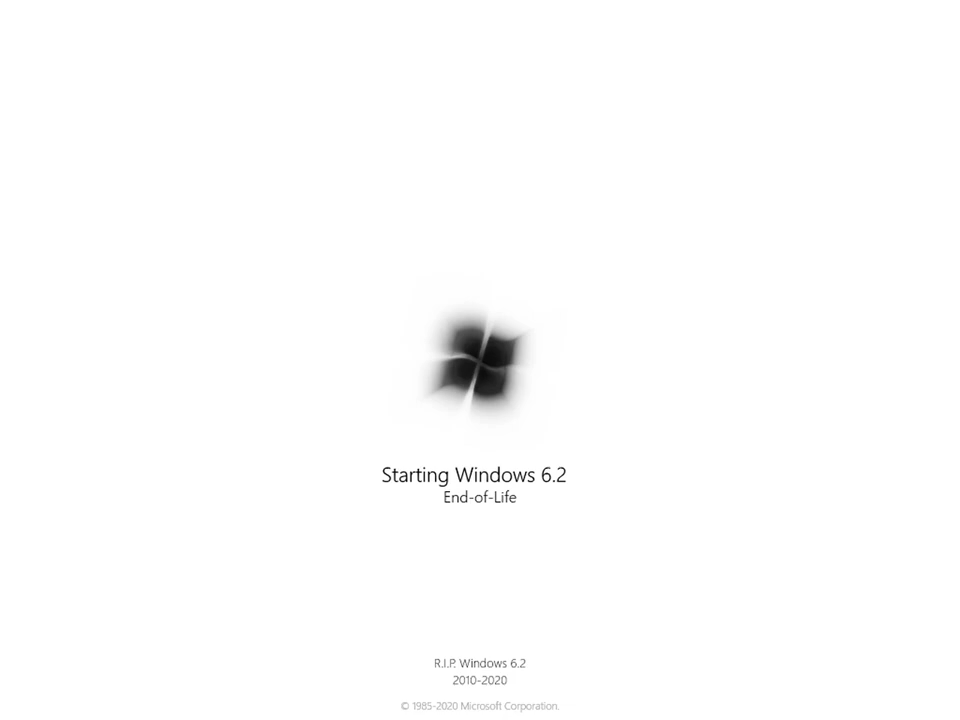 Starting Windows 6.2
End-of-Life
R.I.P. Windows 6.2
2010-2020
© 1985-2020 Microsoft Corporation.